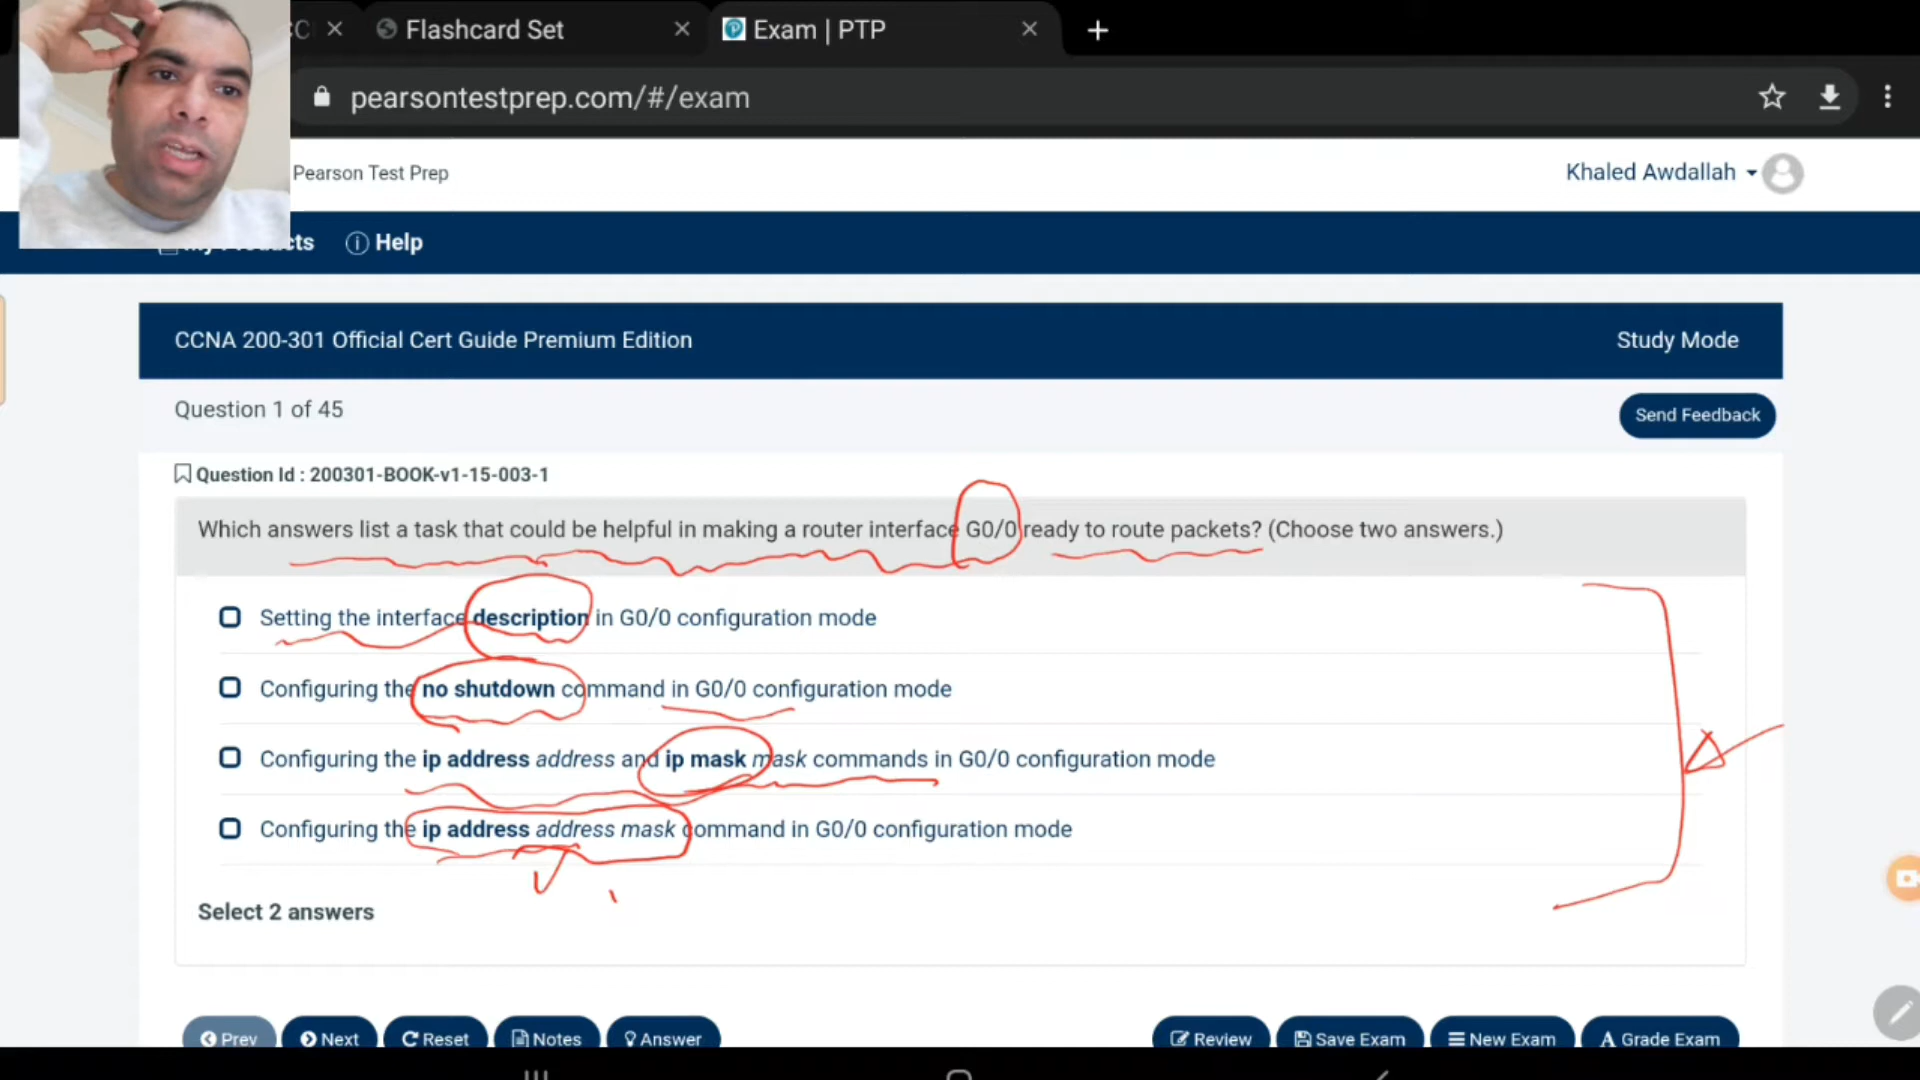 Flashcard Set
Exam | PTP
pearsontestprep.com/#/exam
Pearson Test Prep
Khaled Awdallah
Help
CCNA 200-301 Official Cert Guide Premium Edition
Study Mode
Question 1 of 45
Send Feedback
Question Id : 200301-BOOK-v1-15-003-1
Which answers list a task that could be helpful in making a router interface G0/0 ready to route packets? (Choose two answers.)
Setting the interface description in G0/0 configuration mode
Configuring the no shutdown command in G0/0 configuration mode
Configuring the ip address address and ip mask mask commands in G0/0 configuration mode
Configuring the ip address address mask command in G0/0 configuration mode
Select 2 answers
Prev
Next
Reset
Notes
Answer
Review
Save Exam
New Exam
Grade Exam